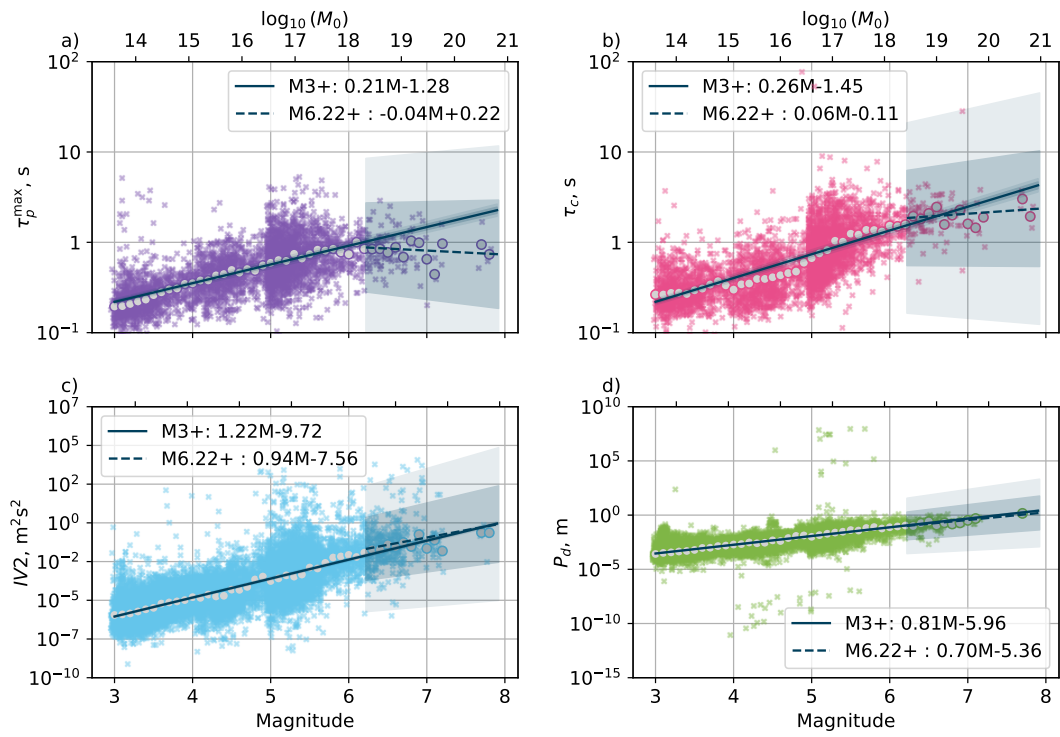 log₁₀(M₀)
log₁₀(M₀)
14 15 16 17 18 19 20 21
14 15 16 17 18 19 20 21
a)
b)
10²
10
1
10⁻¹
τₚᵐᵃˣ, s
M3+: 0.21M-1.28
M6.22+ : -0.04M+0.22
10²
10
1
10⁻¹
τ_c, s
M3+: 0.26M-1.45
M6.22+ : 0.06M-0.11
c)
10⁷
10⁵
10²
10⁰
10⁻²
10⁻⁵
10⁻⁷
10⁻¹⁰
IV2, m²s²
M3+: 1.22M-9.72
M6.22+ : 0.94M-7.56
3 4 5 6 7 8
Magnitude
d)
10¹⁰
10⁵
10⁰
10⁻⁵
10⁻¹⁰
10⁻¹⁵
P_d, m
M3+: 0.81M-5.96
M6.22+ : 0.70M-5.36
3 4 5 6 7 8
Magnitude